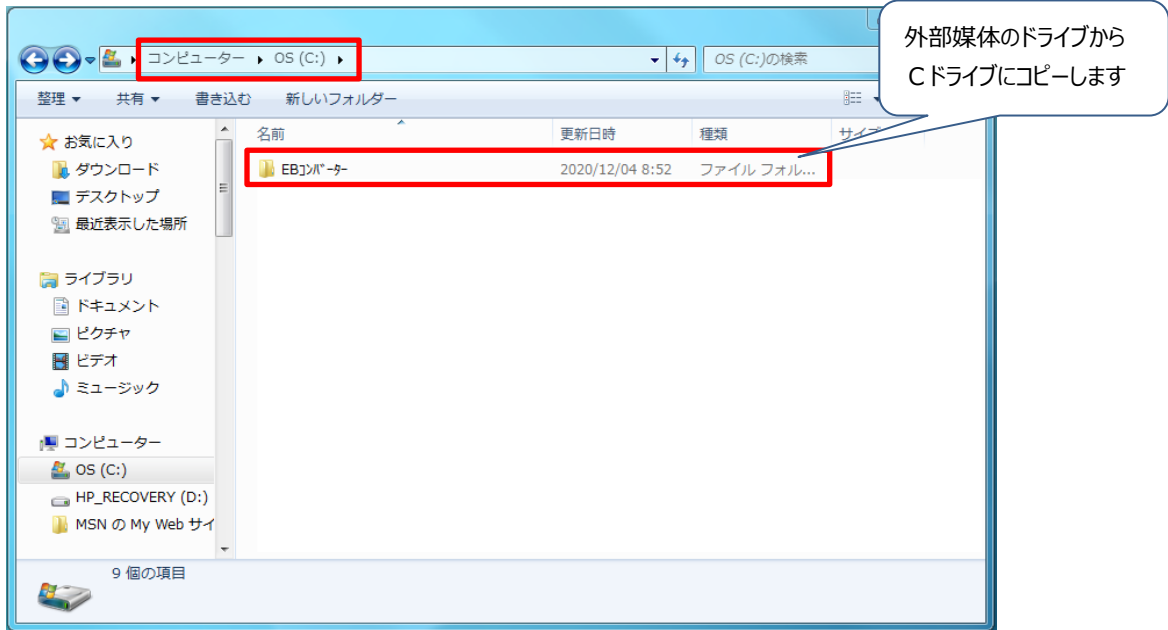 外部媒体のドライブから
Cドライブにコピーします
コンピューター ▸ OS (C:) ▸
OS (C:)の検索
整理 ▼ 共有 ▼ 書き込む 新しいフォルダー
名前 更新日時 種類
EBｺﾝﾊﾞｰﾀｰ 2020/12/04 8:52 ファイル フォル...
お気に入り
ダウンロード
デスクトップ
最近表示した場所
ライブラリ
ドキュメント
ピクチャ
ビデオ
ミュージック
コンピューター
OS (C:)
HP_RECOVERY (D:)
MSN の My Web サイ
9 個の項目